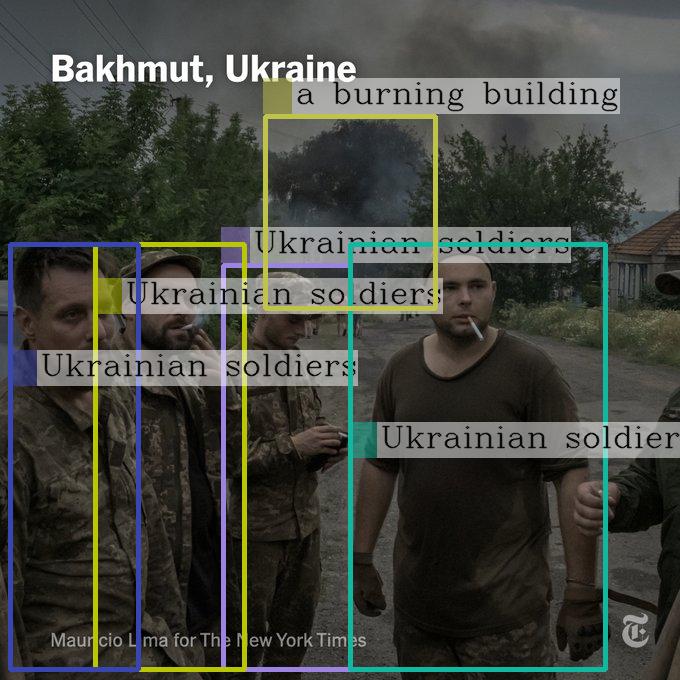 Bakhmut, Ukraine
a burning building
Ukrainian soldiers
Ukrainian soldiers
Ukrainian soldiers
Ukrainian soldier
Mauricio Lima for The New York Times
T